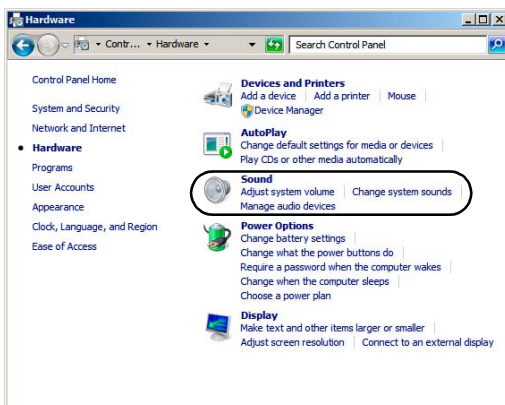 Hardware
Contr... Hardware Search Control Panel
Control Panel Home
System and Security
Network and Internet
Hardware
Programs
User Accounts
Appearance
Clock, Language, and Region
Ease of Access
Devices and Printers
Add a device Add a printer Mouse
Device Manager
AutoPlay
Change default settings for media or devices
Play CDs or other media automatically
Sound
Adjust system volume Change system sounds
Manage audio devices
Power Options
Change battery settings
Change what the power buttons do
Require a password when the computer wakes
Change when the computer sleeps
Choose a power plan
Display
Make text and other items larger or smaller
Adjust screen resolution Connect to an external display